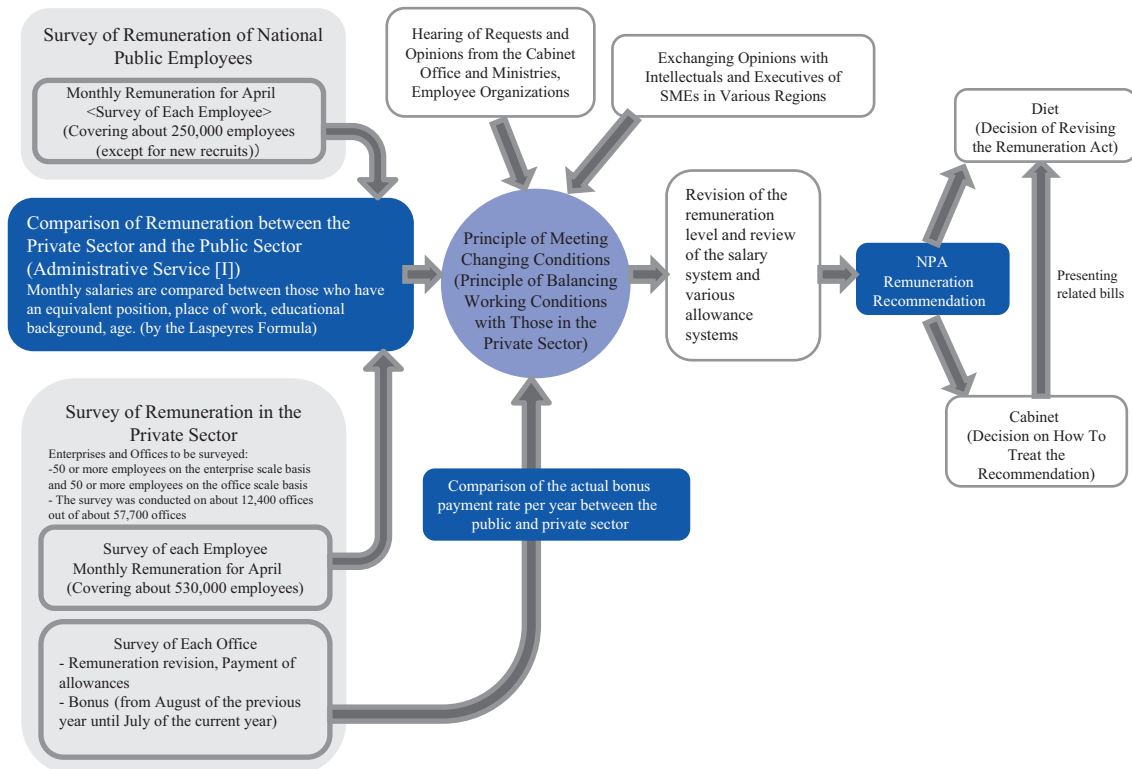 Survey of Remuneration of National
Public Employees
Monthly Remuneration for April
<Survey of Each Employee>
(Covering about 250,000 employees
(except for new recruits))
Comparison of Remuneration between the
Private Sector and the Public Sector
(Administrative Service [I])
Monthly salaries are compared between those who have
an equivalent position, place of work, educational
background, age. (by the Laspeyres Formula)
Survey of Remuneration in the
Private Sector
Enterprises and Offices to be surveyed:
-50 or more employees on the enterprise scale basis
and 50 or more employees on the office scale basis
- The survey was conducted on about 12,400 offices
out of about 57,700 offices
Survey of each Employee
Monthly Remuneration for April
(Covering about 530,000 employees)
Survey of Each Office
- Remuneration revision, Payment of
allowances
- Bonus (from August of the previous
year until July of the current year)
Hearing of Requests and
Opinions from the Cabinet
Office and Ministries,
Employee Organizations
Exchanging Opinions with
Intellectuals and Executives of
SMEs in Various Regions
Principle of Meeting
Changing Conditions
(Principle of Balancing
Working Conditions
with Those in the
Private Sector)
Comparison of the actual bonus
payment rate per year between the
public and private sector
Revision of the
remuneration
level and review
of the salary
system and
various
allowance
systems
NPA
Remuneration
Recommendation
Diet
(Decision of Revising
the Remuneration Act)
Presenting
related bills
Cabinet
(Decision on How To
Treat the
Recommendation)